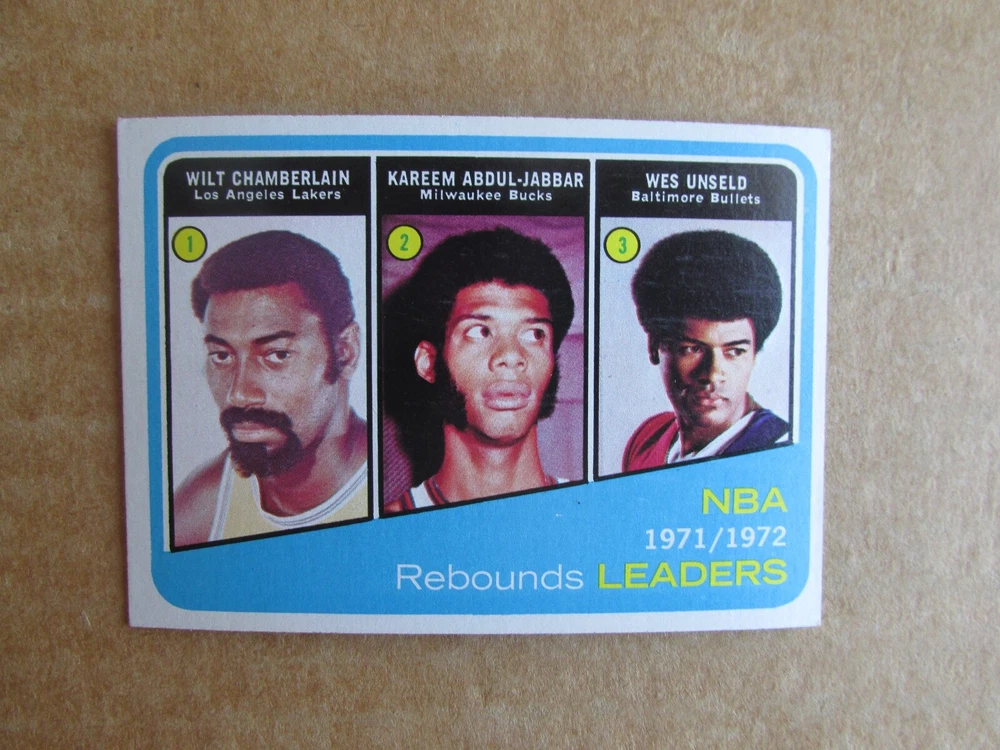 WILT CHAMBERLAIN
Los Angeles Lakers
KAREEM ABDUL-JABBAR
Milwaukee Bucks
WES UNSELD
Baltimore Bullets
1
2
3
NBA
1971/1972
Rebounds LEADERS